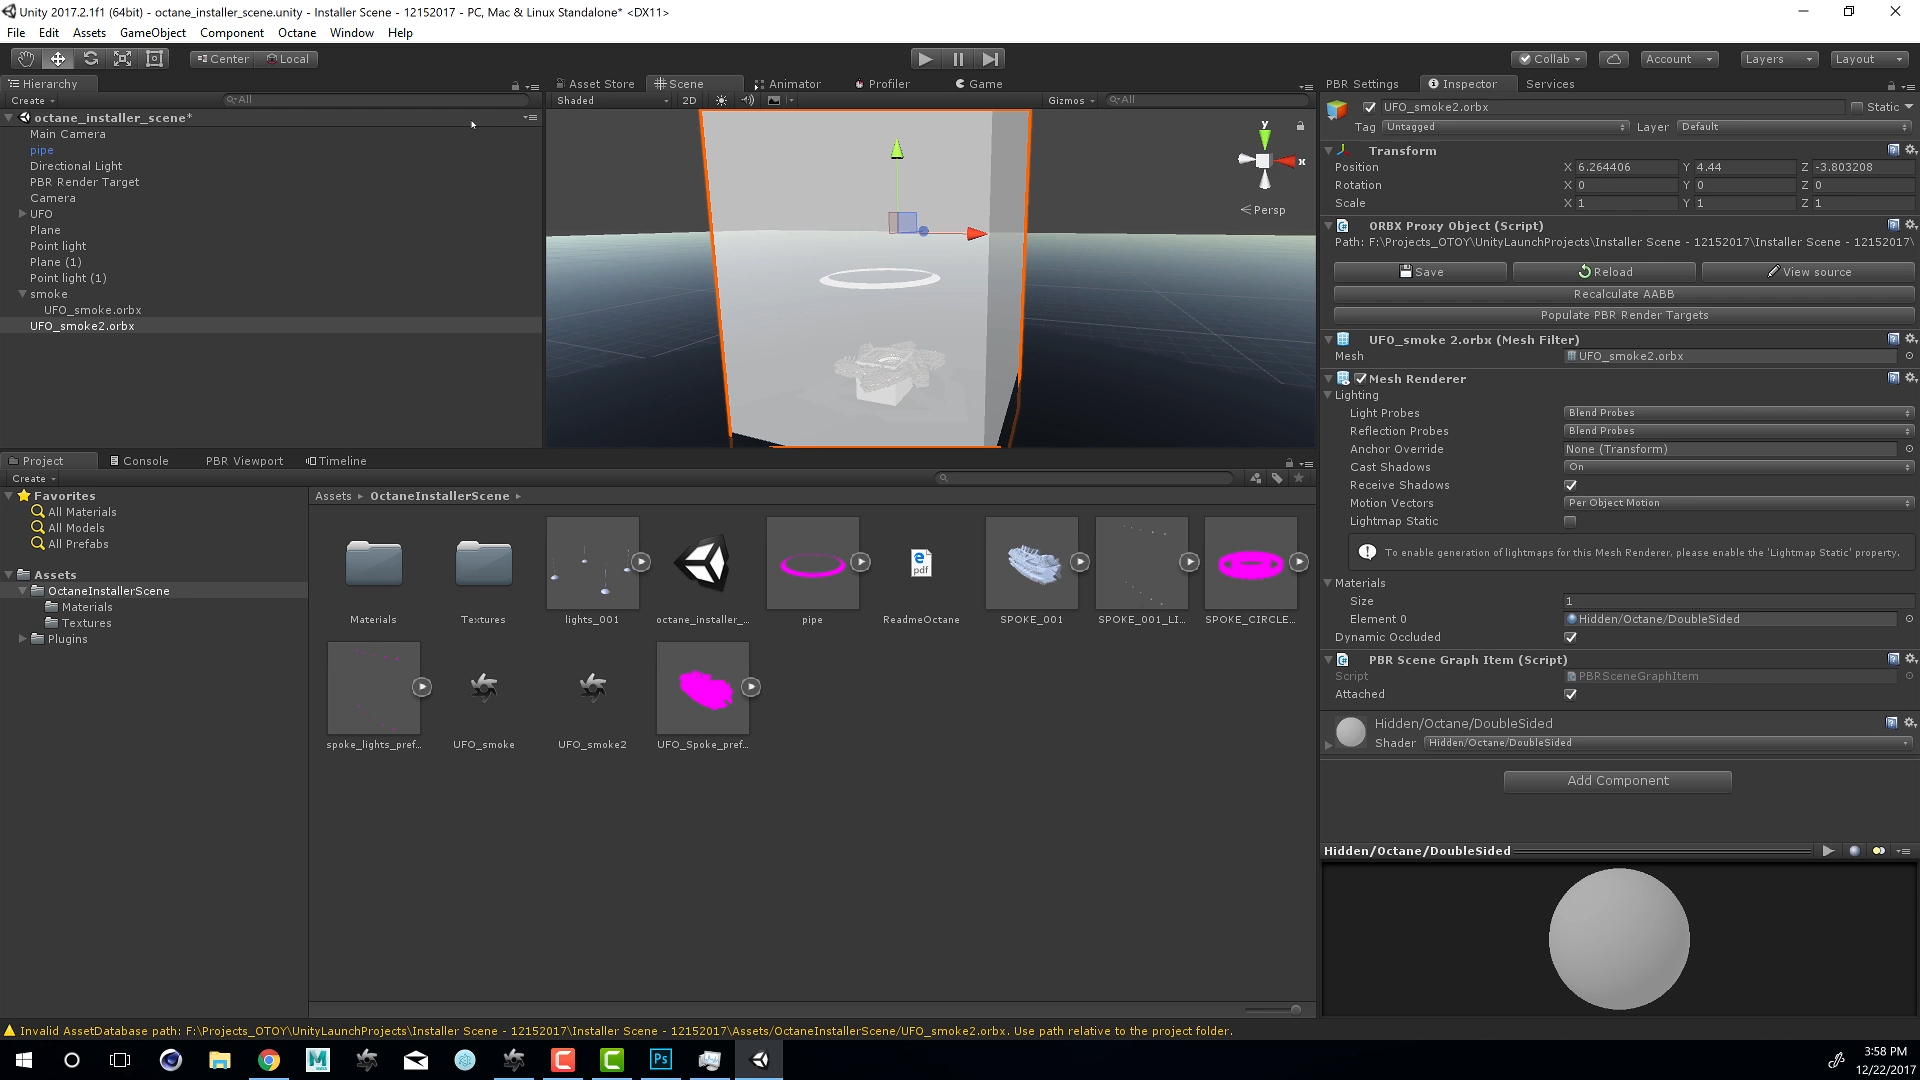 Unity 2017.2.1f1 (64bit) - octane_installer_scene.unity - Installer Scene - 12152017 - PC, Mac & Linux Standalone* <DX11>
File Edit Assets GameObject Component Octane Window Help
Center Local Collab Account Layers Layout
Hierarchy
Create All
octane_installer_scene*
Main Camera
pipe
Directional Light
PBR Render Target
Camera
UFO
Plane
Point light
Plane (1)
Point light (1)
smoke
UFO_smoke.orbx
UFO_smoke2.orbx
Asset Store Scene Animator Profiler Game
Shaded 2D Gizmos All
y
x
Persp
PBR Settings Inspector Services
UFO_smoke2.orbx Static
Tag Untagged Layer Default
Transform
Position X 6.264406 Y 4.44 Z -3.803208
Rotation X 0 Y 0 Z 0
Scale X 1 Y 1 Z 1
ORBX Proxy Object (Script)
Path: F:\Projects_OTOY\UnityLaunchProjects\Installer Scene - 12152017\Installer Scene - 12152017\
Save Reload View source
Recalculate AABB
Populate PBR Render Targets
UFO_smoke 2.orbx (Mesh Filter)
Mesh UFO_smoke2.orbx
Mesh Renderer
Lighting
Light Probes Blend Probes
Reflection Probes Blend Probes
Anchor Override None (Transform)
Cast Shadows On
Receive Shadows
Motion Vectors Per Object Motion
Lightmap Static
To enable generation of lightmaps for this Mesh Renderer, please enable the 'Lightmap Static' property.
Materials
Size 1
Element 0 Hidden/Octane/DoubleSided
Dynamic Occluded
PBR Scene Graph Item (Script)
Script PBRSceneGraphItem
Attached
Hidden/Octane/DoubleSided
Shader Hidden/Octane/DoubleSided
Add Component
Hidden/Octane/DoubleSided
Project Console PBR Viewport Timeline
Create
Favorites
All Materials
All Models
All Prefabs
Assets
OctaneInstallerScene
Materials
Textures
Plugins
Assets OctaneInstallerScene
pdf
Materials Textures lights_001 octane_installer_... pipe ReadmeOctane SPOKE_001 SPOKE_001_LI... SPOKE_CIRCLE...
spoke_lights_pref... UFO_smoke UFO_smoke2 UFO_Spoke_pref...
Invalid AssetDatabase path: F:\Projects_OTOY\UnityLaunchProjects\Installer Scene - 12152017\Installer Scene - 12152017\Assets/OctaneInstallerScene/UFO_smoke2.orbx. Use path relative to the project folder.
M Ps
3:58 PM
12/22/2017